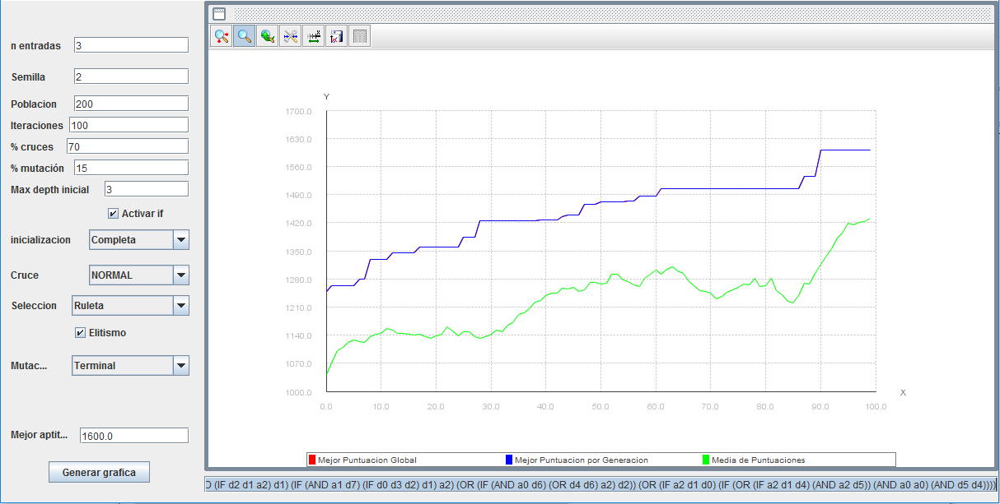 n entradas 3
Semilla 2
Poblacion 200
Iteraciones 100
% cruces 70
% mutación 15
Max depth inicial 3
Activar if
inicializacion Completa
Cruce NORMAL
Seleccion Ruleta
Elitismo
Mutac... Terminal
Mejor aptit... 1600.0
Generar grafica
Y
1700.0
1630.0
1560.0
1490.0
1420.0
1350.0
1280.0
1210.0
1140.0
1070.0
1000.0
X
0.0 10.0 20.0 30.0 40.0 50.0 60.0 70.0 80.0 90.0 100.0
Mejor Puntuacion Global Mejor Puntuacion por Generacion Media de Puntuaciones
(IF d2 d1 a2) d1) (IF (AND a1 d7) (IF d0 d3 d2) d1) a2) (OR (IF (AND a0 d6) (OR d4 d6) a2) d2)) (OR (IF a2 d1 d0) (IF (OR (IF a2 d1 d4) (AND a2 d5)) (AND a0 a0) (AND d5 d4))))